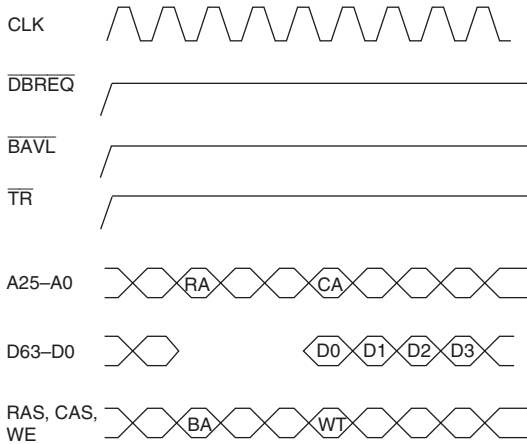 CLK
DBREQ
BAVL
TR
A25–A0 RA CA
D63–D0 D0 D1 D2 D3
RAS, CAS,
WE BA WT